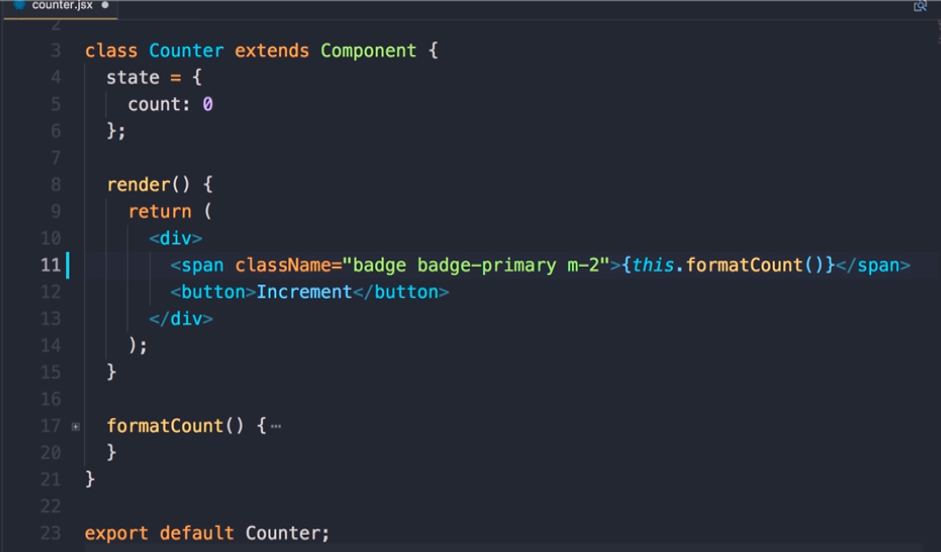 counter.jsx ●
2
3 class Counter extends Component {
4 state = {
5 count: 0
6 };
7
8 render() {
9 return (
10 <div>
11 <span className="badge badge-primary m-2">{this.formatCount()}</span>
12 <button>Increment</button>
13 </div>
14 );
15 }
16
17 formatCount() {⋯
20 }
21 }
22
23 export default Counter;